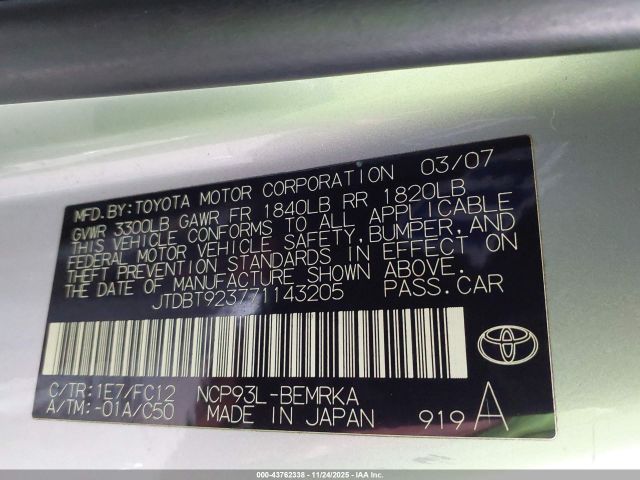 MFD.BY:TOYOTA MOTOR CORPORATION 03/07
GVWR 3300LB GAWR FR 1840LB RR 1820LB
THIS VEHICLE CONFORMS TO ALL APPLICABLE
FEDERAL MOTOR VEHICLE SAFETY,BUMPER,AND
THEFT PREVENTION STANDARDS IN EFFECT ON
THE DATE OF MANUFACTURE SHOWN ABOVE.
JTDBT923771143205 PASS.CAR
C/TR:1E7/FC12 NCP93L-BEMRKA
A/TM:-01A/C50 MADE IN JAPAN 919 A
TOYOTA
000-43762338 - 11/24/2025 - Copyright © IAA, Inc.